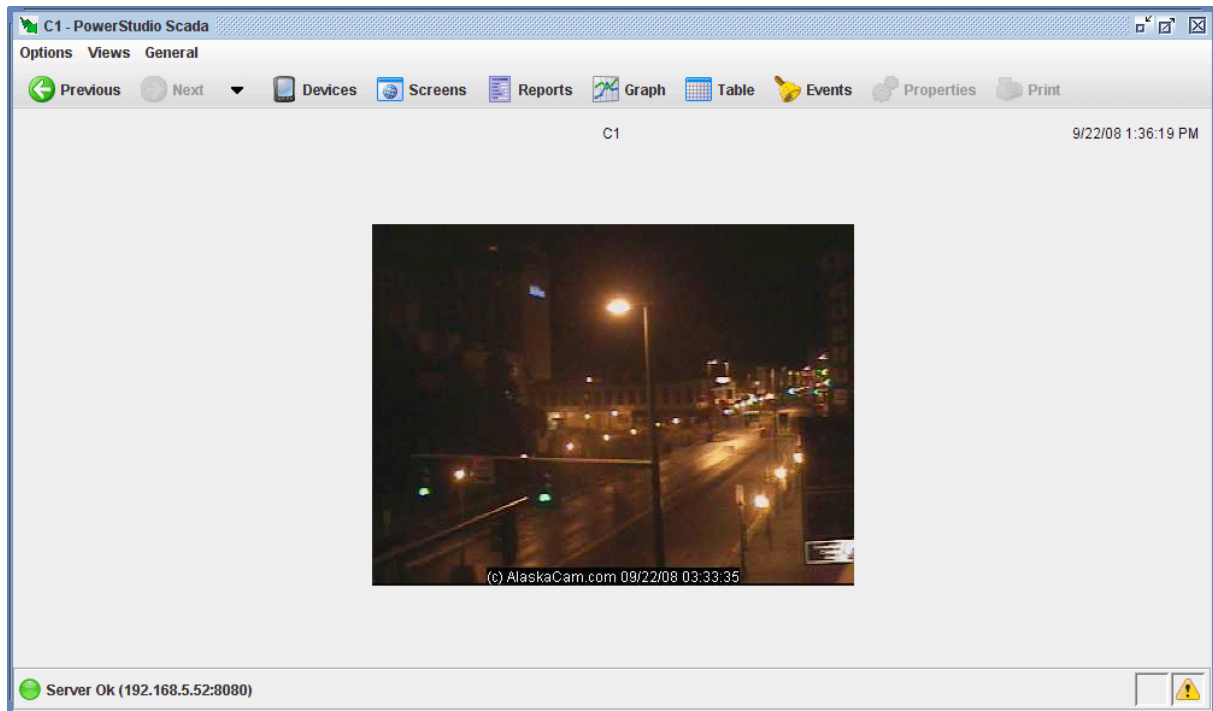 C1 - PowerStudio Scada
Options Views General
Previous Next Devices Screens Reports Graph Table Events Properties Print
C1 9/22/08 1:36:19 PM
(c) AlaskaCam.com 09/22/08 03:33:35
Server Ok (192.168.5.52:8080)